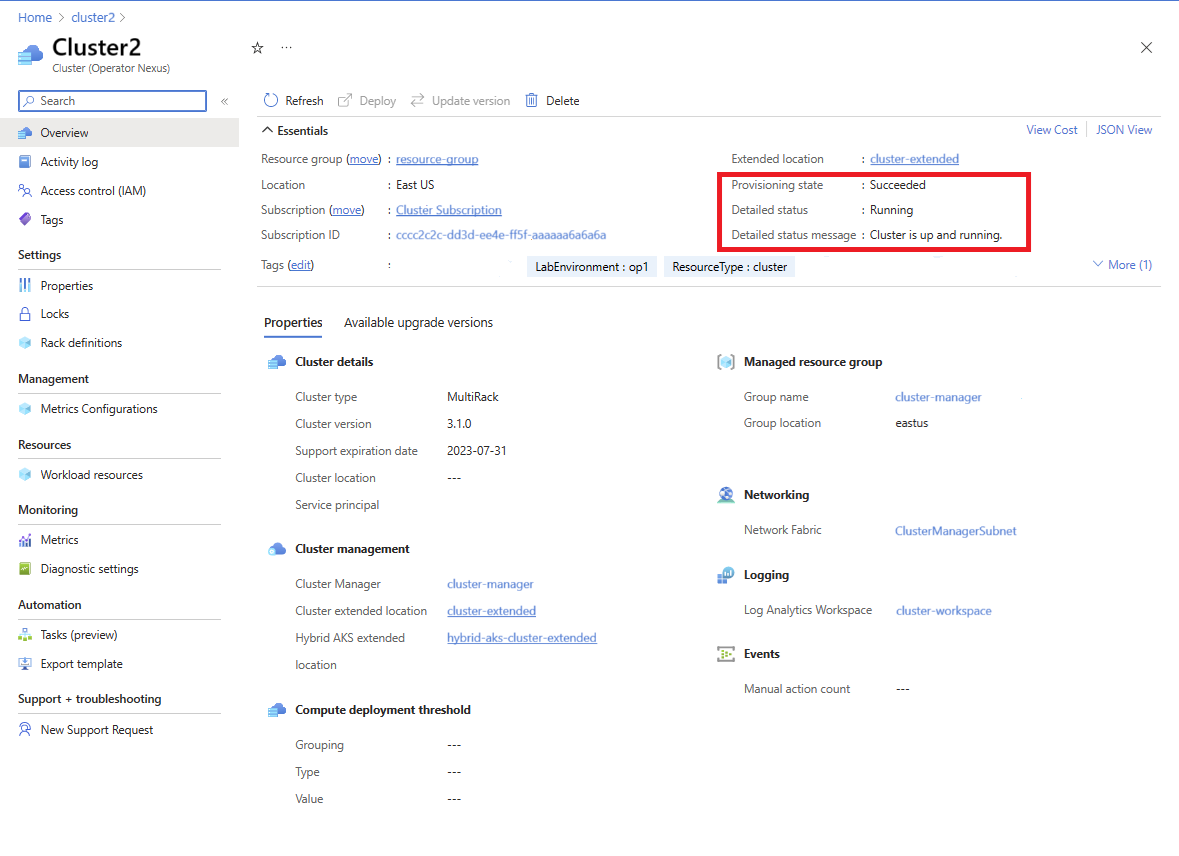 Home > cluster2 >
Cluster2
Cluster (Operator Nexus)
Search
Overview
Activity log
Access control (IAM)
Tags
Settings
Properties
Locks
Rack definitions
Management
Metrics Configurations
Resources
Workload resources
Monitoring
Metrics
Diagnostic settings
Automation
Tasks (preview)
Export template
Support + troubleshooting
New Support Request
Refresh Deploy Update version Delete
Essentials
View Cost JSON View
Resource group (move) : resource-group
Location : East US
Subscription (move) : Cluster Subscription
Subscription ID : cccc2c2c-dd3d-ee4e-ff5f-aaaaaa6a6a6a
Extended location : cluster-extended
Provisioning state : Succeeded
Detailed status : Running
Detailed status message : Cluster is up and running.
Tags (edit) : LabEnvironment : op1 ResourceType : cluster More (1)
Properties Available upgrade versions
Cluster details
Cluster type MultiRack
Cluster version 3.1.0
Support expiration date 2023-07-31
Cluster location ---
Service principal
Cluster management
Cluster Manager cluster-manager
Cluster extended location cluster-extended
Hybrid AKS extended hybrid-aks-cluster-extended
location
Compute deployment threshold
Grouping ---
Type ---
Value ---
Managed resource group
Group name cluster-manager
Group location eastus
Networking
Network Fabric ClusterManagerSubnet
Logging
Log Analytics Workspace cluster-workspace
Events
Manual action count ---